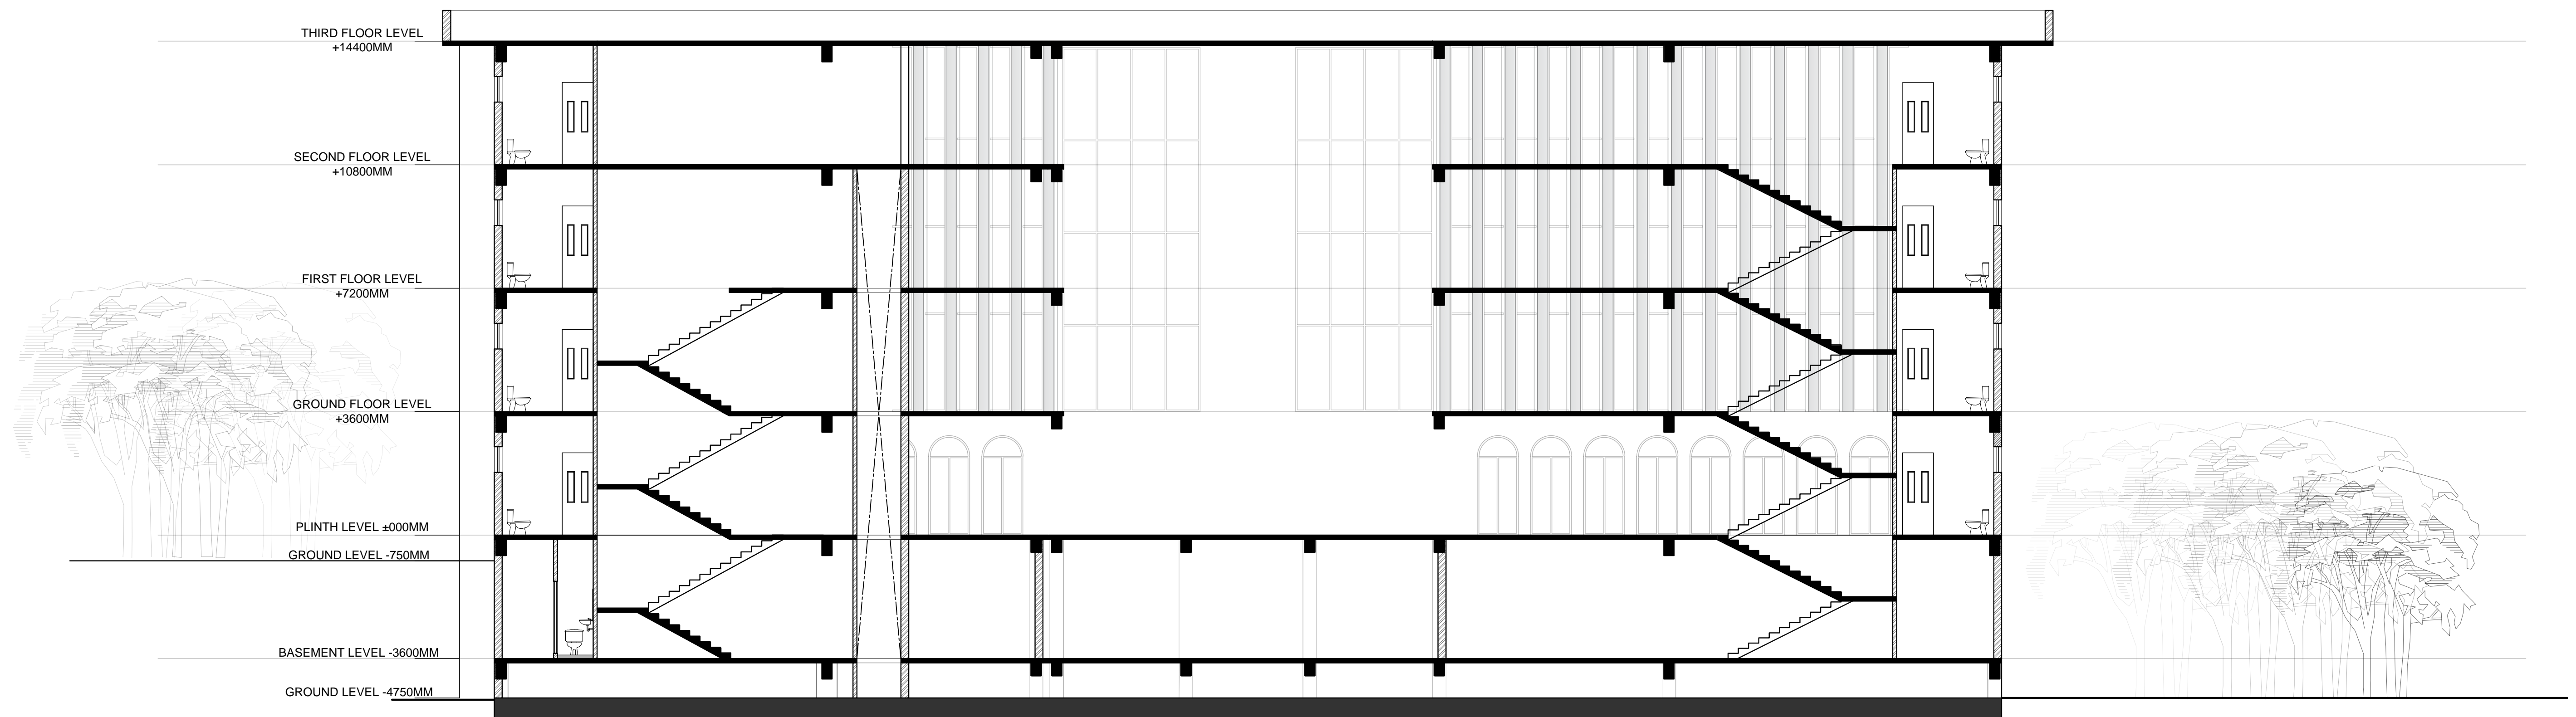 THIRD FLOOR LEVEL
+14400MM
SECOND FLOOR LEVEL
+10800MM
FIRST FLOOR LEVEL
+7200MM
GROUND FLOOR LEVEL
+3600MM
PLINTH LEVEL ±000MM
GROUND LEVEL -750MM
BASEMENT LEVEL -3600MM
GROUND LEVEL -4750MM